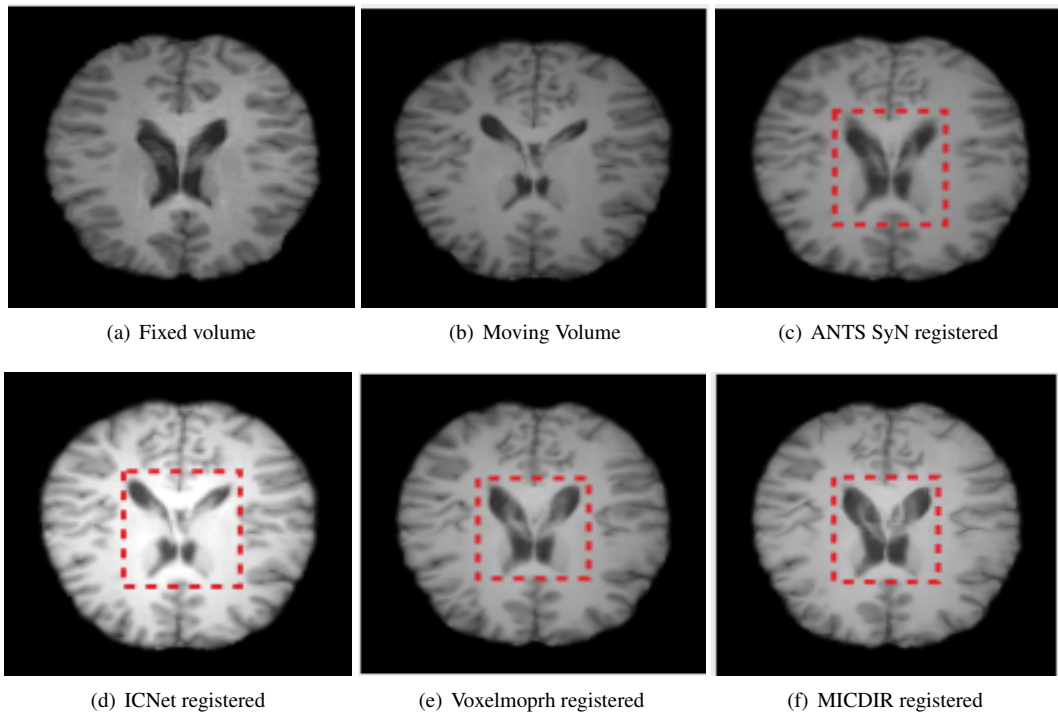 (a) Fixed volume
(b) Moving Volume
(c) ANTS SyN registered
(d) ICNet registered
(e) Voxelmoprh registered
(f) MICDIR registered